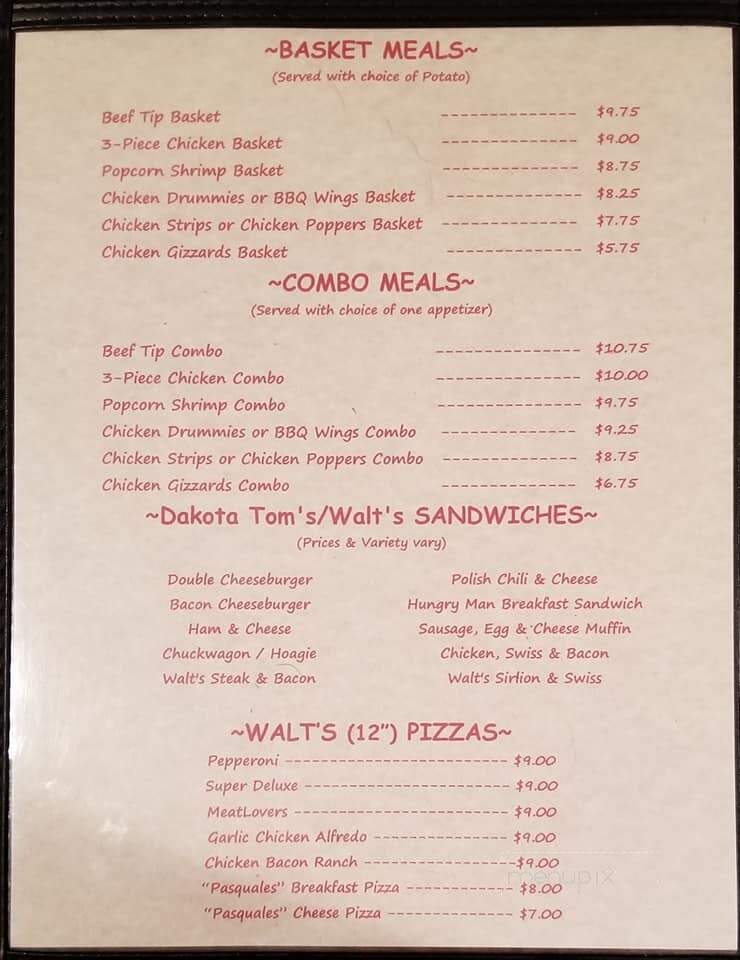 ~BASKET MEALS~
(Served with choice of Potato)
Beef Tip Basket -------------- $9.75
3-Piece Chicken Basket -------------- $9.00
Popcorn Shrimp Basket -------------- $8.75
Chicken Drummies or BBQ Wings Basket -------------- $8.25
Chicken Strips or Chicken Poppers Basket -------------- $7.75
Chicken Gizzards Basket -------------- $5.75
~COMBO MEALS~
(Served with choice of one appetizer)
Beef Tip Combo --------------- $10.75
3-Piece Chicken Combo --------------- $10.00
Popcorn Shrimp Combo --------------- $9.75
Chicken Drummies or BBQ Wings Combo -------------- $9.25
Chicken Strips or Chicken Poppers Combo -------------- $8.75
Chicken Gizzards Combo -------------- $6.75
~Dakota Tom's/Walt's SANDWICHES~
(Prices & Variety vary)
Double Cheeseburger
Bacon Cheeseburger
Ham & Cheese
Chuckwagon / Hoagie
Walt's Steak & Bacon
Polish Chili & Cheese
Hungry Man Breakfast Sandwich
Sausage, Egg & Cheese Muffin
Chicken, Swiss & Bacon
Walt's Sirlion & Swiss
~WALT'S (12") PIZZAS~
Pepperoni ------------------------ $9.00
Super Deluxe ---------------------- $9.00
MeatLovers ----------------------- $9.00
Garlic Chicken Alfredo -------------- $9.00
Chicken Bacon Ranch ----------------$9.00
"Pasquales" Breakfast Pizza ------------ $8.00
"Pasquales" Cheese Pizza -------------- $7.00
menupix